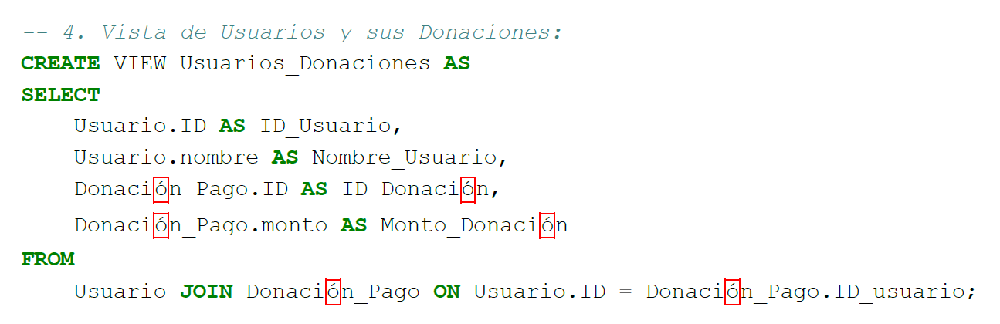 -- 4. Vista de Usuarios y sus Donaciones:
CREATE VIEW Usuarios_Donaciones AS
SELECT
    Usuario.ID AS ID_Usuario,
    Usuario.nombre AS Nombre_Usuario,
    Donación_Pago.ID AS ID_Donación,
    Donación_Pago.monto AS Monto_Donación
FROM
    Usuario JOIN Donación_Pago ON Usuario.ID = Donación_Pago.ID_usuario;